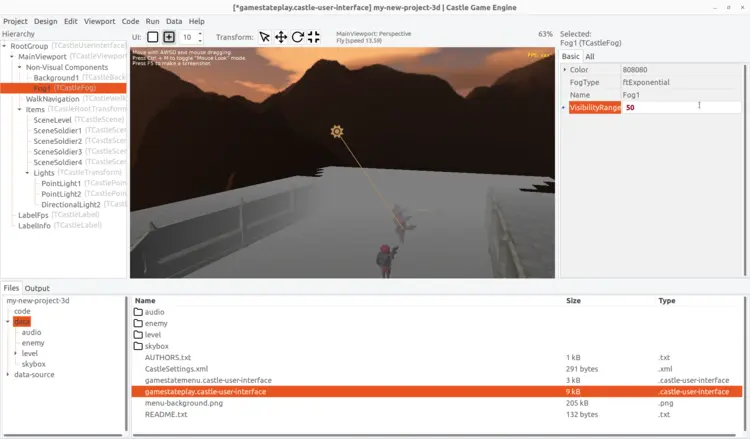 [*gamestateplay.castle-user-interface] my-new-project-3d | Castle Game Engine
Project Design Edit Viewport Code Run Data Help
Hierarchy
RootGroup (TCastleUserInterface)
MainViewport (TCastleViewport
Non-Visual Components
Background1 (TCastleBack
Fog1 (TCastleFog)
WalkNavigation (TCastleWalk
Items (TCastleRootTransform)
SceneLevel (TCastleScene)
SceneSoldier1 (TCastleScen
SceneSoldier2 (TCastleScen
SceneSoldier3 (TCastleScen
SceneSoldier4 (TCastleScen
Lights (TCastleTransform)
PointLight1 (TCastlePoin
PointLight2 (TCastlePoin
DirectionalLight2 (TCastl
LabelFps (TCastleLabel)
LabelInfo (TCastleLabel)
UI: 10 Transform:
MainViewport: Perspective
Fly (speed 13.59)
63%
Move with AWSD and mouse dragging.
Press Ctrl + M to toggle "Mouse Look" mode.
Press F5 to make a screenshot.
FPS: xxx
Selected:
Fog1 (TCastleFog)
Basic All
Color 808080
FogType ftExponential
Name Fog1
VisibilityRange 50
Files Output
my-new-project-3d
code
data
audio
enemy
level
skybox
data-source
Name Size Type
audio
enemy
level
skybox
AUTHORS.txt 1 kB .txt
CastleSettings.xml 291 bytes .xml
gamestatemenu.castle-user-interface 3 kB .castle-user-interface
gamestateplay.castle-user-interface 9 kB .castle-user-interface
menu-background.png 205 kB .png
README.txt 132 bytes .txt